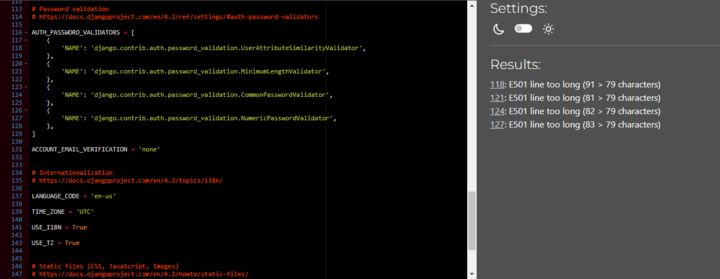 112
113 # Password validation
114 # https://docs.djangoproject.com/en/4.2/ref/settings/#auth-password-validators
115
116 AUTH_PASSWORD_VALIDATORS = [
117 {
118 'NAME': 'django.contrib.auth.password_validation.UserAttributeSimilarityValidator',
119 },
120 {
121 'NAME': 'django.contrib.auth.password_validation.MinimumLengthValidator',
122 },
123 {
124 'NAME': 'django.contrib.auth.password_validation.CommonPasswordValidator',
125 },
126 {
127 'NAME': 'django.contrib.auth.password_validation.NumericPasswordValidator',
128 },
129 ]
130
131 ACCOUNT_EMAIL_VERIFICATION = 'none'
132
133
134 # Internationalization
135 # https://docs.djangoproject.com/en/4.2/topics/i18n/
136
137 LANGUAGE_CODE = 'en-us'
138
139 TIME_ZONE = 'UTC'
140
141 USE_I18N = True
142
143 USE_TZ = True
144
145
146 # Static files (CSS, JavaScript, Images)
147 # https://docs.djangoproject.com/en/4.2/howto/static-files/
Settings:
Results:
118: E501 line too long (91 > 79 characters)
121: E501 line too long (81 > 79 characters)
124: E501 line too long (82 > 79 characters)
127: E501 line too long (83 > 79 characters)